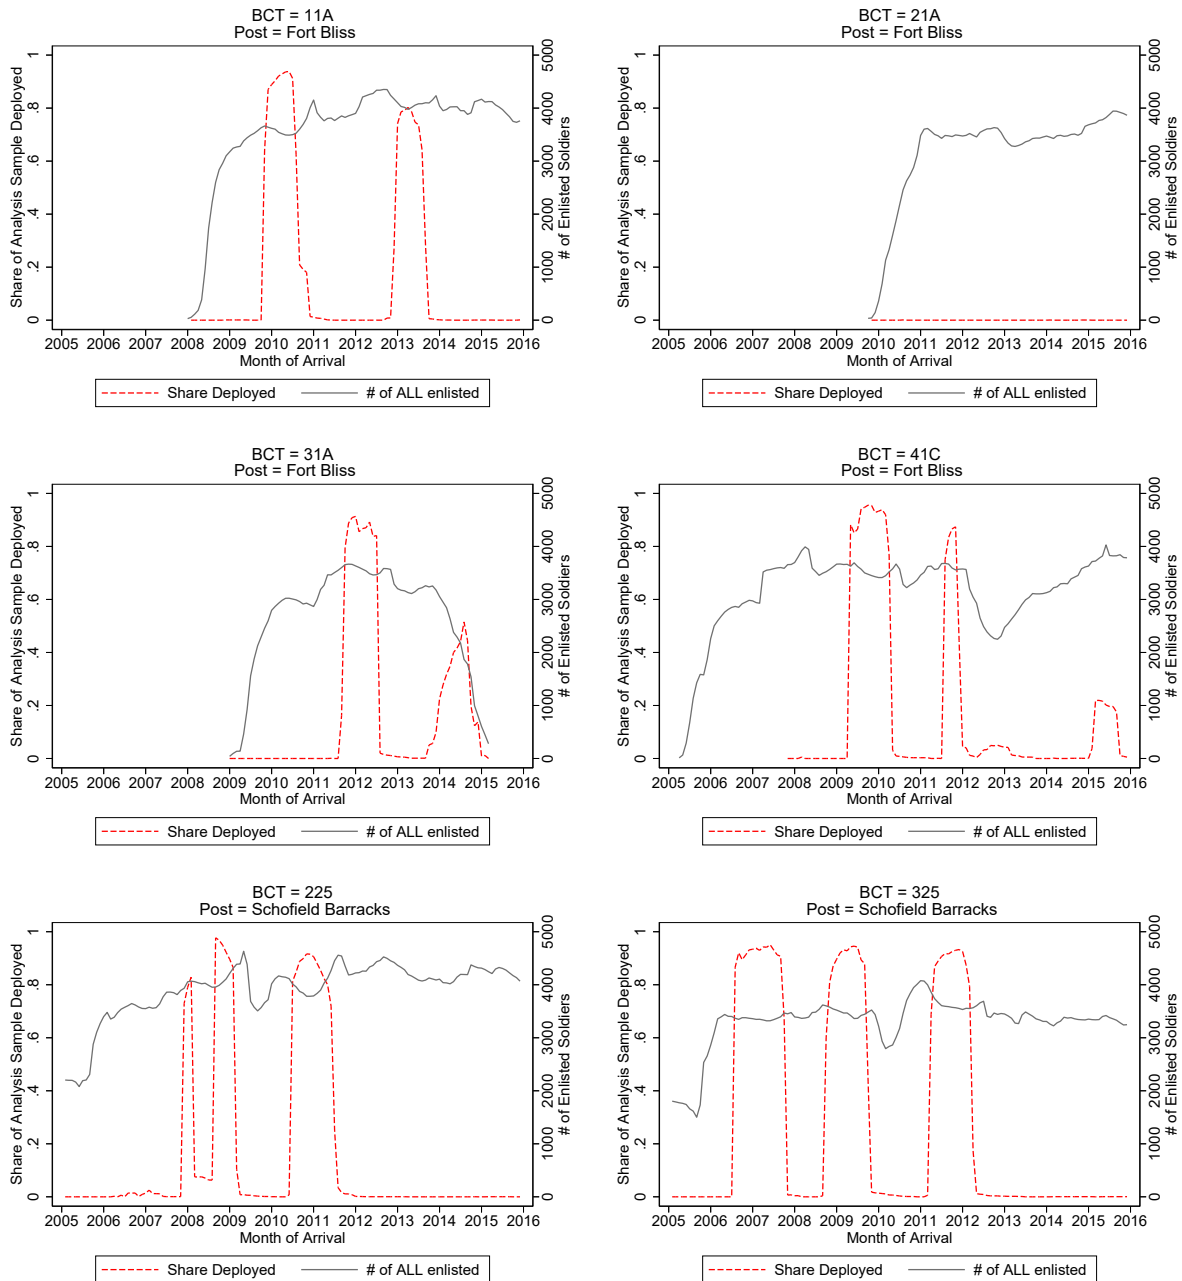 BCT = 11A
Post = Fort Bliss
Share of Analysis Sample Deployed
0 .2 .4 .6 .8 1
# of Enlisted Soldiers
0 1000 2000 3000 4000 5000
2005 2006 2007 2008 2009 2010 2011 2012 2013 2014 2015 2016
Month of Arrival
Share Deployed # of ALL enlisted
BCT = 21A
Post = Fort Bliss
Share of Analysis Sample Deployed
0 .2 .4 .6 .8 1
# of Enlisted Soldiers
0 1000 2000 3000 4000 5000
2005 2006 2007 2008 2009 2010 2011 2012 2013 2014 2015 2016
Month of Arrival
Share Deployed # of ALL enlisted
BCT = 31A
Post = Fort Bliss
Share of Analysis Sample Deployed
0 .2 .4 .6 .8 1
# of Enlisted Soldiers
0 1000 2000 3000 4000 5000
2005 2006 2007 2008 2009 2010 2011 2012 2013 2014 2015 2016
Month of Arrival
Share Deployed # of ALL enlisted
BCT = 41C
Post = Fort Bliss
Share of Analysis Sample Deployed
0 .2 .4 .6 .8 1
# of Enlisted Soldiers
0 1000 2000 3000 4000 5000
2005 2006 2007 2008 2009 2010 2011 2012 2013 2014 2015 2016
Month of Arrival
Share Deployed # of ALL enlisted
BCT = 225
Post = Schofield Barracks
Share of Analysis Sample Deployed
0 .2 .4 .6 .8 1
# of Enlisted Soldiers
0 1000 2000 3000 4000 5000
2005 2006 2007 2008 2009 2010 2011 2012 2013 2014 2015 2016
Month of Arrival
Share Deployed # of ALL enlisted
BCT = 325
Post = Schofield Barracks
Share of Analysis Sample Deployed
0 .2 .4 .6 .8 1
# of Enlisted Soldiers
0 1000 2000 3000 4000 5000
2005 2006 2007 2008 2009 2010 2011 2012 2013 2014 2015 2016
Month of Arrival
Share Deployed # of ALL enlisted